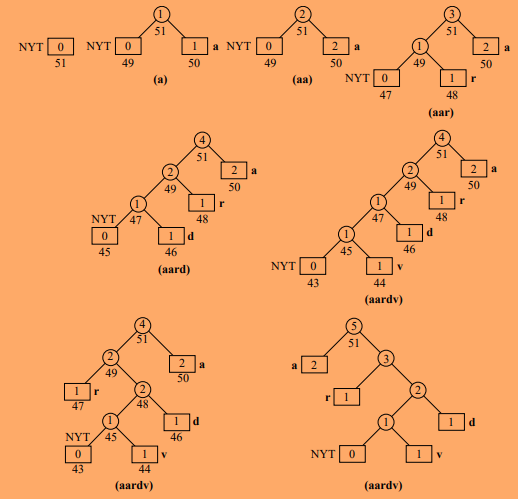 NYT 0
51
1
51
NYT 0 1 a
49 50
(a)
2
51
NYT 0 2 a
49 50
(aa)
3
51
1 2 a
49 50
NYT 0 1 r
47 48
(aar)
4
51
2 2 a
49 50
1 1 r
47 48
NYT
0 1 d
45 46
(aard)
4
51
2 2 a
49 50
1 1 r
47 48
1 1 d
45 46
NYT 0 1 v
43 44
(aardv)
4
51
2 2 a
49 50
1 r 2
47 48
1 1 d
45 46
NYT
0 1 v
43 44
(aardv)
5
51
a 2 3
r 1 2
1 1 d
NYT 0 1 v
(aardv)